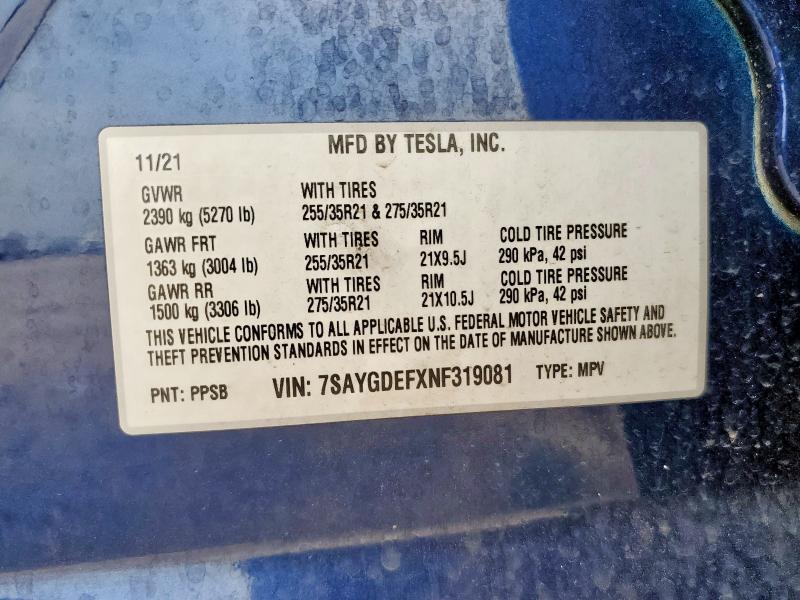 MFD BY TESLA, INC.
11/21
GVWR WITH TIRES
2390 kg (5270 lb) 255/35R21 & 275/35R21
GAWR FRT WITH TIRES RIM COLD TIRE PRESSURE
1363 kg (3004 lb) 255/35R21 21X9.5J 290 kPa, 42 psi
GAWR RR WITH TIRES RIM COLD TIRE PRESSURE
1500 kg (3306 lb) 275/35R21 21X10.5J 290 kPa, 42 psi
THIS VEHICLE CONFORMS TO ALL APPLICABLE U.S. FEDERAL MOTOR VEHICLE SAFETY AND
THEFT PREVENTION STANDARDS IN EFFECT ON THE DATE OF MANUFACTURE SHOWN ABOVE.
PNT: PPSB VIN: 7SAYGDEFXNF319081 TYPE: MPV